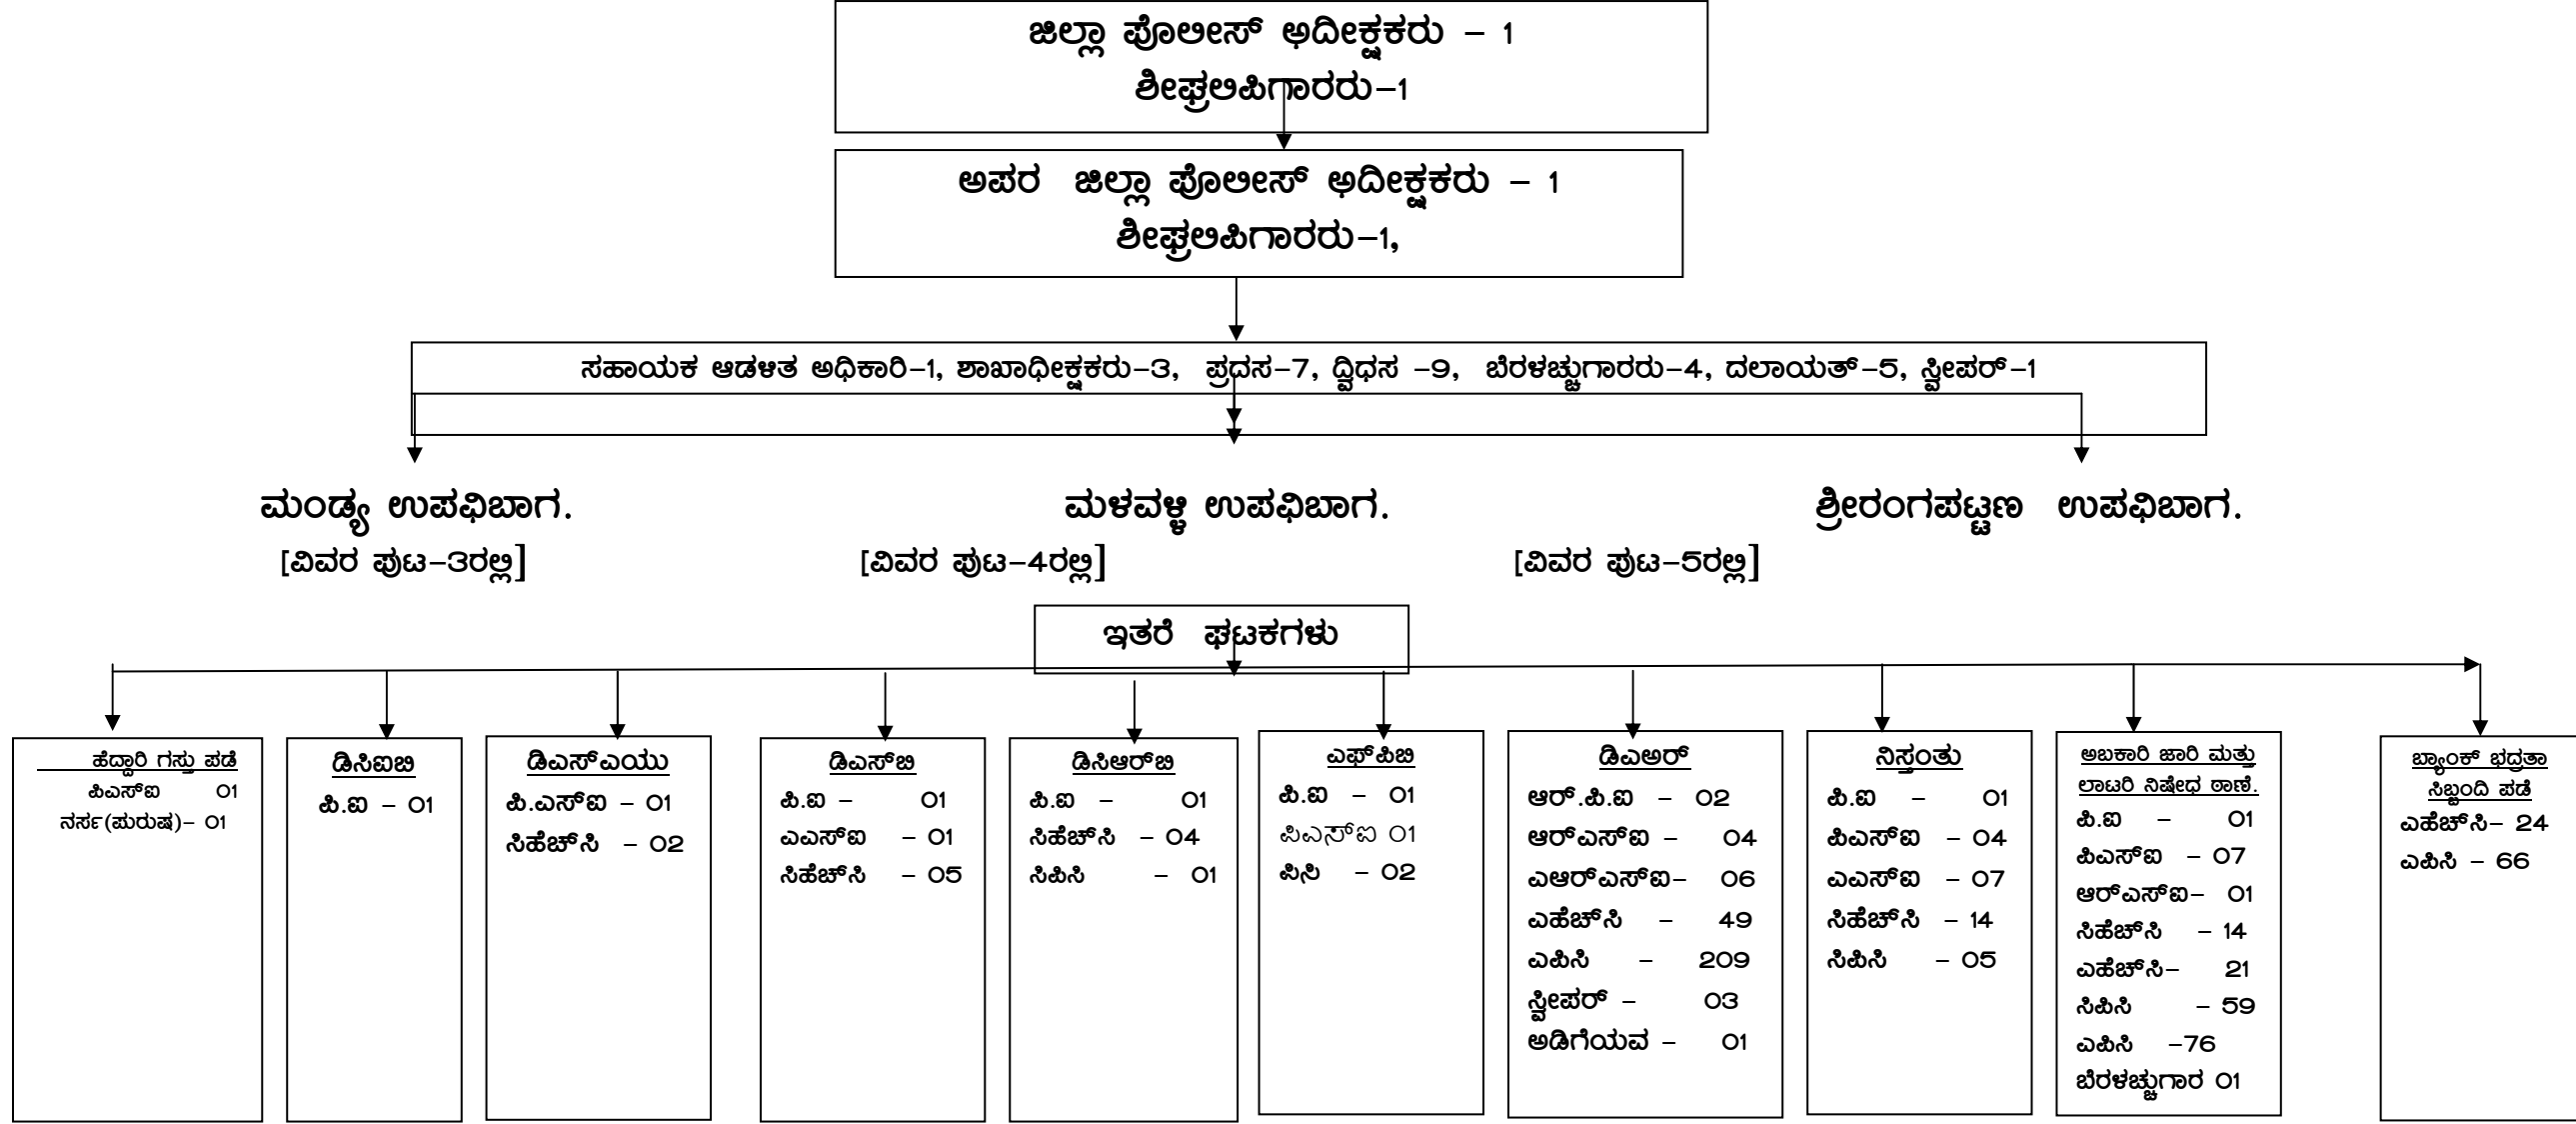 ಜಿಲ್ಲಾ ಪೊಲೀಸ್ ಅದೀಕ್ಷಕರು – 1
ಶೀಘ್ರಲಿಪಿಗಾರರು–1
ಅಪರ ಜಿಲ್ಲಾ ಪೊಲೀಸ್ ಅದೀಕ್ಷಕರು – 1
ಶೀಘ್ರಲಿಪಿಗಾರರು–1,
ಸಹಾಯಕ ಆಡಳಿತ ಅಧಿಕಾರಿ–1, ಶಾಖಾಧೀಕ್ಷಕರು–3, ಪ್ರದಸ–7, ದ್ವಿಧಸ –9, ಬೆರಳಚ್ಚುಗಾರರು–4, ದಲಾಯತ್–5, ಸ್ವೀಪರ್–1
ಮಂಡ್ಯ ಉಪವಿಬಾಗ.
ಮಳವಳ್ಳಿ ಉಪವಿಬಾಗ.
ಶ್ರೀರಂಗಪಟ್ಟಣ ಉಪವಿಬಾಗ.
[ವಿವರ ಪುಟ–3ರಲ್ಲಿ]
[ವಿವರ ಪುಟ–4ರಲ್ಲಿ]
[ವಿವರ ಪುಟ–5ರಲ್ಲಿ]
ಇತರೆ ಘಟಕಗಳು
ಹೆದ್ದಾರಿ ಗಸ್ತು ಪಡೆ
ಪಿಎಸ್ಐ 01
ನರ್ಸ(ಪುರುಷ)– 01
ಡಿಸಿಐಬಿ
ಪಿ.ಐ – 01
ಡಿಎಸ್ಎಯು
ಪಿ.ಎಸ್ಐ – 01
ಸಿಹೆಚ್‌ಸಿ – 02
ಡಿಎಸ್‌ಬಿ
ಪಿ.ಐ – 01
ಎಎಸ್ಐ – 01
ಸಿಹೆಚ್‌ಸಿ – 05
ಡಿಸಿಆರ್‌ಬಿ
ಪಿ.ಐ – 01
ಸಿಹೆಚ್‌ಸಿ – 04
ಸಿಪಿಸಿ – 01
ಎಫ್‌ಪಿಬಿ
ಪಿ.ಐ – 01
ಪಿಎಸ್ಐ 01
ಪಿಸಿ – 02
ಡಿಎಅರ್
ಆರ್.ಪಿ.ಐ – 02
ಆರ್ಎಸ್ಐ – 04
ಎಆರ್ಎಸ್ಐ– 06
ಎಹೆಚ್‌ಸಿ – 49
ಎಪಿಸಿ – 209
ಸ್ವೀಪರ್ – 03
ಅಡಿಗೆಯವ – 01
ನಿಸ್ತಂತು
ಪಿ.ಐ – 01
ಪಿಎಸ್ಐ – 04
ಎಎಸ್ಐ – 07
ಸಿಹೆಚ್‌ಸಿ – 14
ಸಿಪಿಸಿ – 05
ಅಬಕಾರಿ ಜಾರಿ ಮತ್ತು
ಲಾಟರಿ ನಿಷೇಧ ಠಾಣೆ.
ಪಿ.ಐ – 01
ಪಿಎಸ್ಐ – 07
ಆರ್ಎಸ್ಐ– 01
ಸಿಹೆಚ್‌ಸಿ – 14
ಎಹೆಚ್‌ಸಿ– 21
ಸಿಪಿಸಿ – 59
ಎಪಿಸಿ –76
ಬೆರಳಚ್ಚುಗಾರ 01
ಬ್ಯಾಂಕ್ ಭದ್ರತಾ
ಸಿಬ್ಬಂದಿ ಪಡೆ
ಎಹೆಚ್‌ಸಿ– 24
ಎಪಿಸಿ – 66